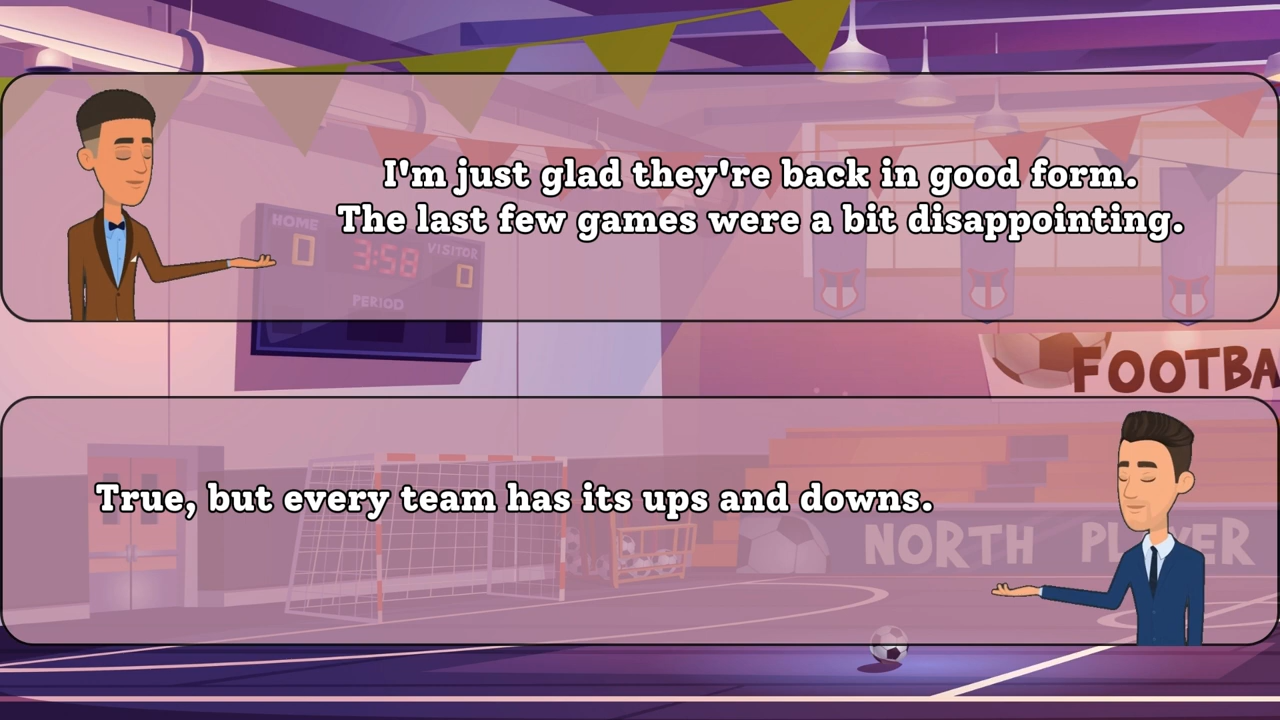 I'm just glad they're back in good form.
The last few games were a bit disappointing.
HOME
0
3:58
VISITOR
0
PERIOD
FOOTBA
True, but every team has its ups and downs.
NORTH